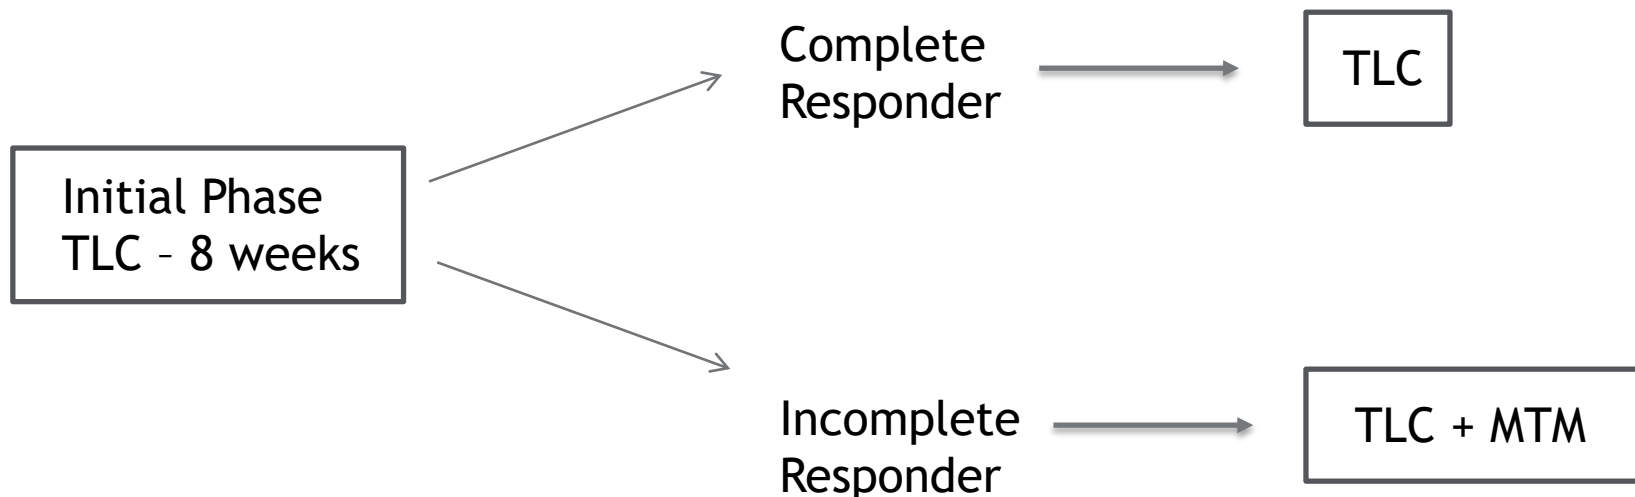 Complete
Responder
TLC
Initial Phase
TLC – 8 weeks
Incomplete
Responder
TLC + MTM